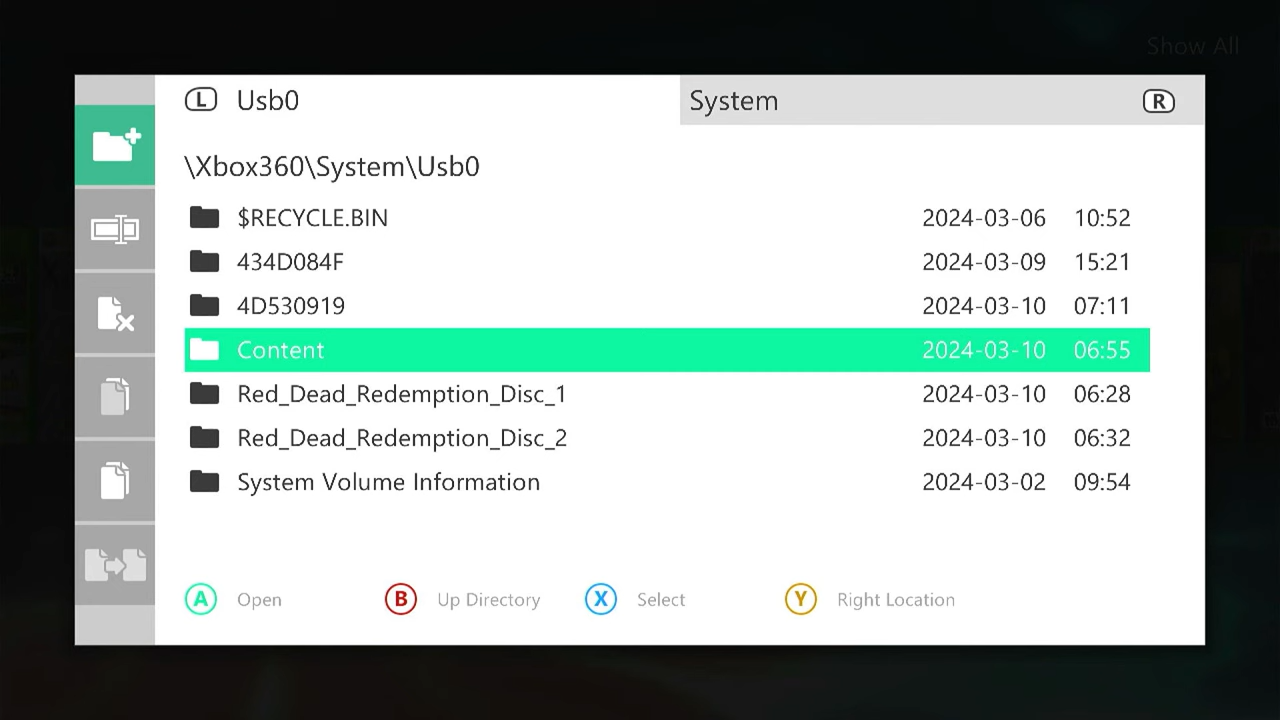 Show All
L Usb0
System R
\Xbox360\System\Usb0
$RECYCLE.BIN 2024-03-06 10:52
434D084F 2024-03-09 15:21
4D530919 2024-03-10 07:11
Content 2024-03-10 06:55
Red_Dead_Redemption_Disc_1 2024-03-10 06:28
Red_Dead_Redemption_Disc_2 2024-03-10 06:32
System Volume Information 2024-03-02 09:54
A Open B Up Directory X Select Y Right Location